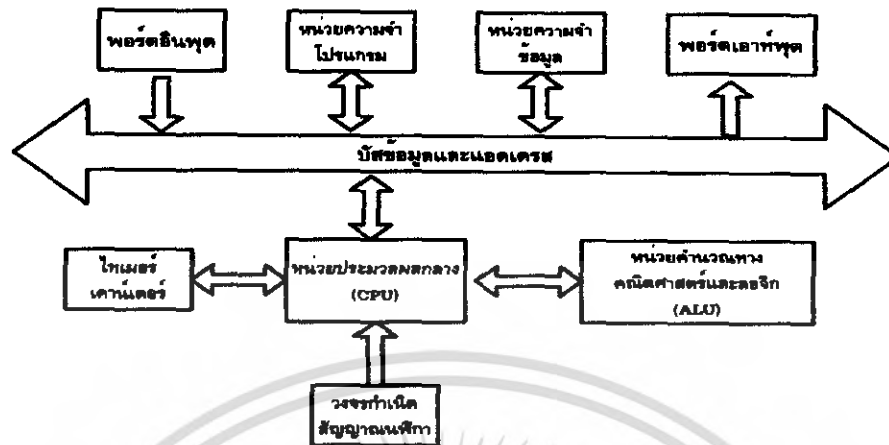 พอร์ตอินพุต
หน่วยความจำ
โปรแกรม
หน่วยความจำ
ข้อมูล
พอร์ตเอาท์พุต
บัสข้อมูลและแอดเดรส
ไทเมอร์
เคาน์เตอร์
หน่วยประมวลผลกลาง
(CPU)
หน่วยคำนวณทาง
คณิตศาสตร์และลอจิก
(ALU)
วงจรกำเนิด
สัญญาณนาฬิกา